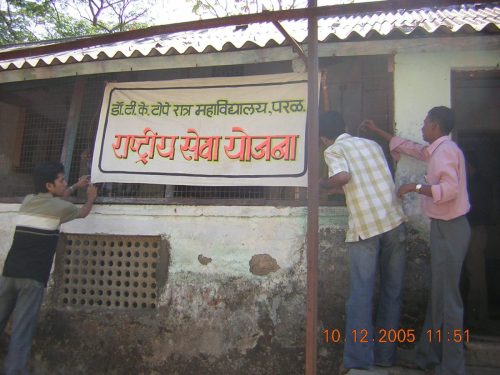 डॉ.टी.के.टोपे रात्र महाविद्यालय,परळ.
राष्ट्रीय सेवा योजना
10.12.2005 11:51